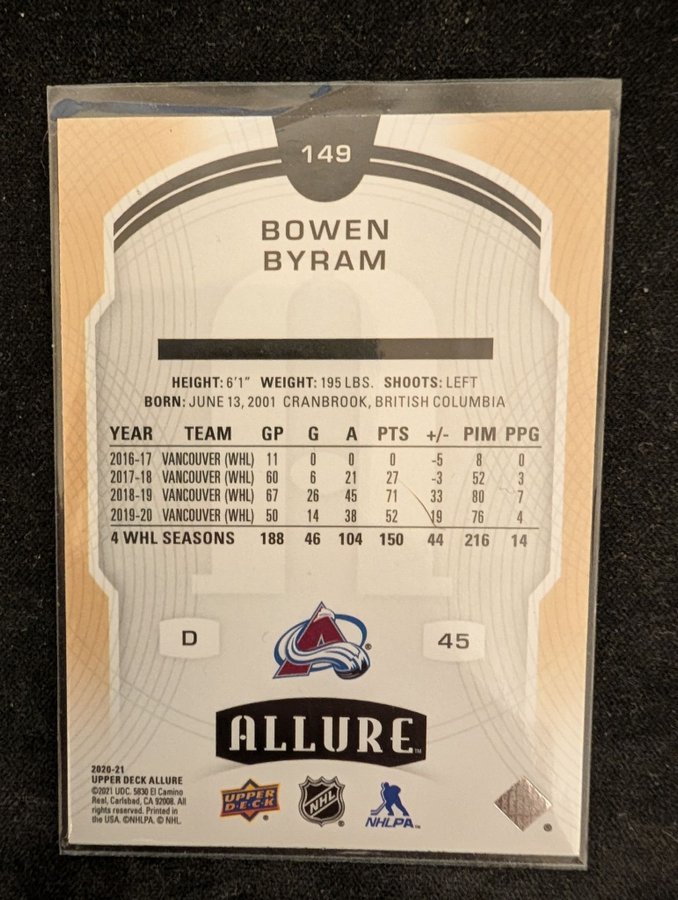 149
BOWEN
BYRAM
HEIGHT: 6'1" WEIGHT: 195 LBS. SHOOTS: LEFT
BORN: JUNE 13, 2001 CRANBROOK, BRITISH COLUMBIA
YEAR TEAM GP G A PTS +/- PIM PPG
2016-17 VANCOUVER (WHL) 11 0 0 0 -5 8 0
2017-18 VANCOUVER (WHL) 60 6 21 27 -3 52 3
2018-19 VANCOUVER (WHL) 67 26 45 71 33 80 7
2019-20 VANCOUVER (WHL) 50 14 38 52 19 76 4
4 WHL SEASONS 188 46 104 150 44 216 14
D 45
ALLURE™
2020-21
UPPER DECK ALLURE
©2021 UDC. 5830 El Camino
Real, Carlsbad, CA 92008. All
rights reserved. Printed in
the USA. ©NHLPA. © NHL.
UPPER
DECK
NHL
NHLPA™